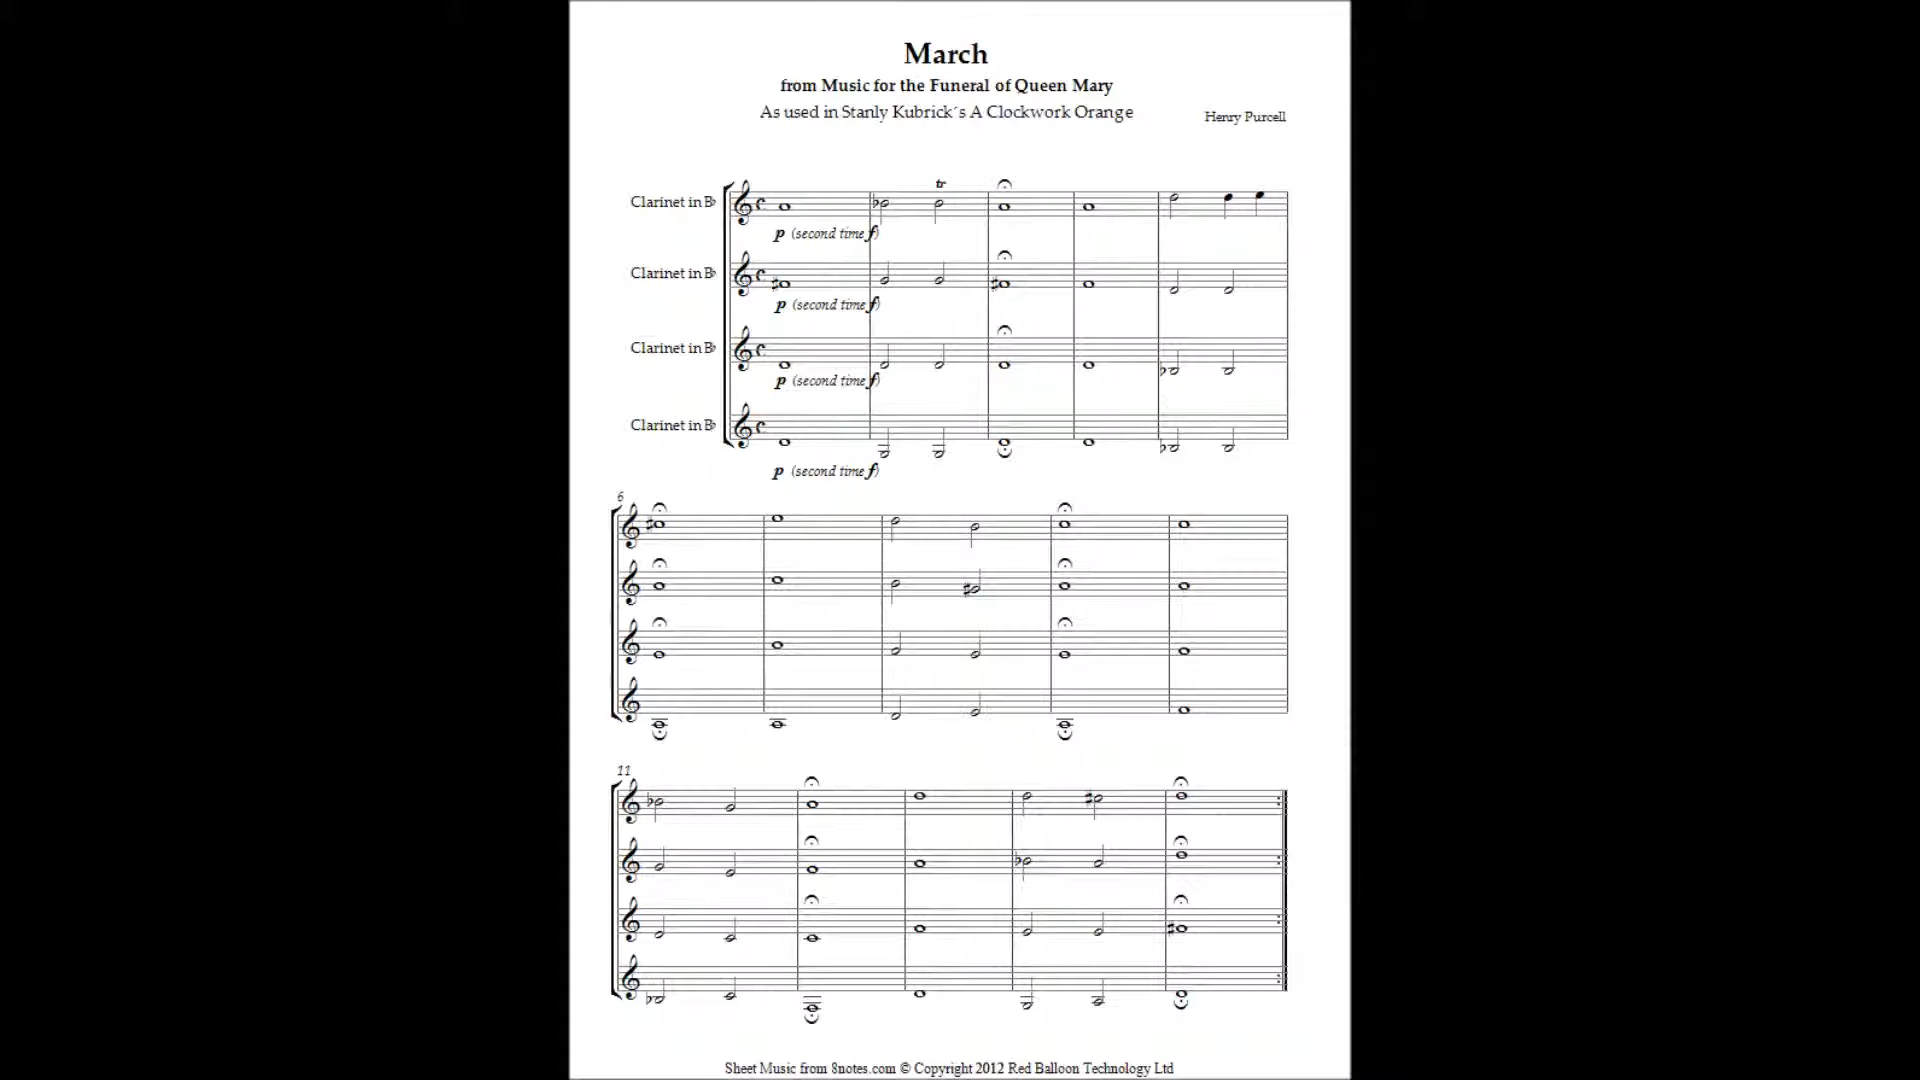 March
from Music for the Funeral of Queen Mary
As used in Stanly Kubrick´s A Clockwork Orange
Henry Purcell
tr
Clarinet in B♭
p (second time f)
Clarinet in B♭
p (second time f)
Clarinet in B♭
p (second time f)
Clarinet in B♭
p (second time f)
6
11
Sheet Music from 8notes.com © Copyright 2012 Red Balloon Technology Ltd